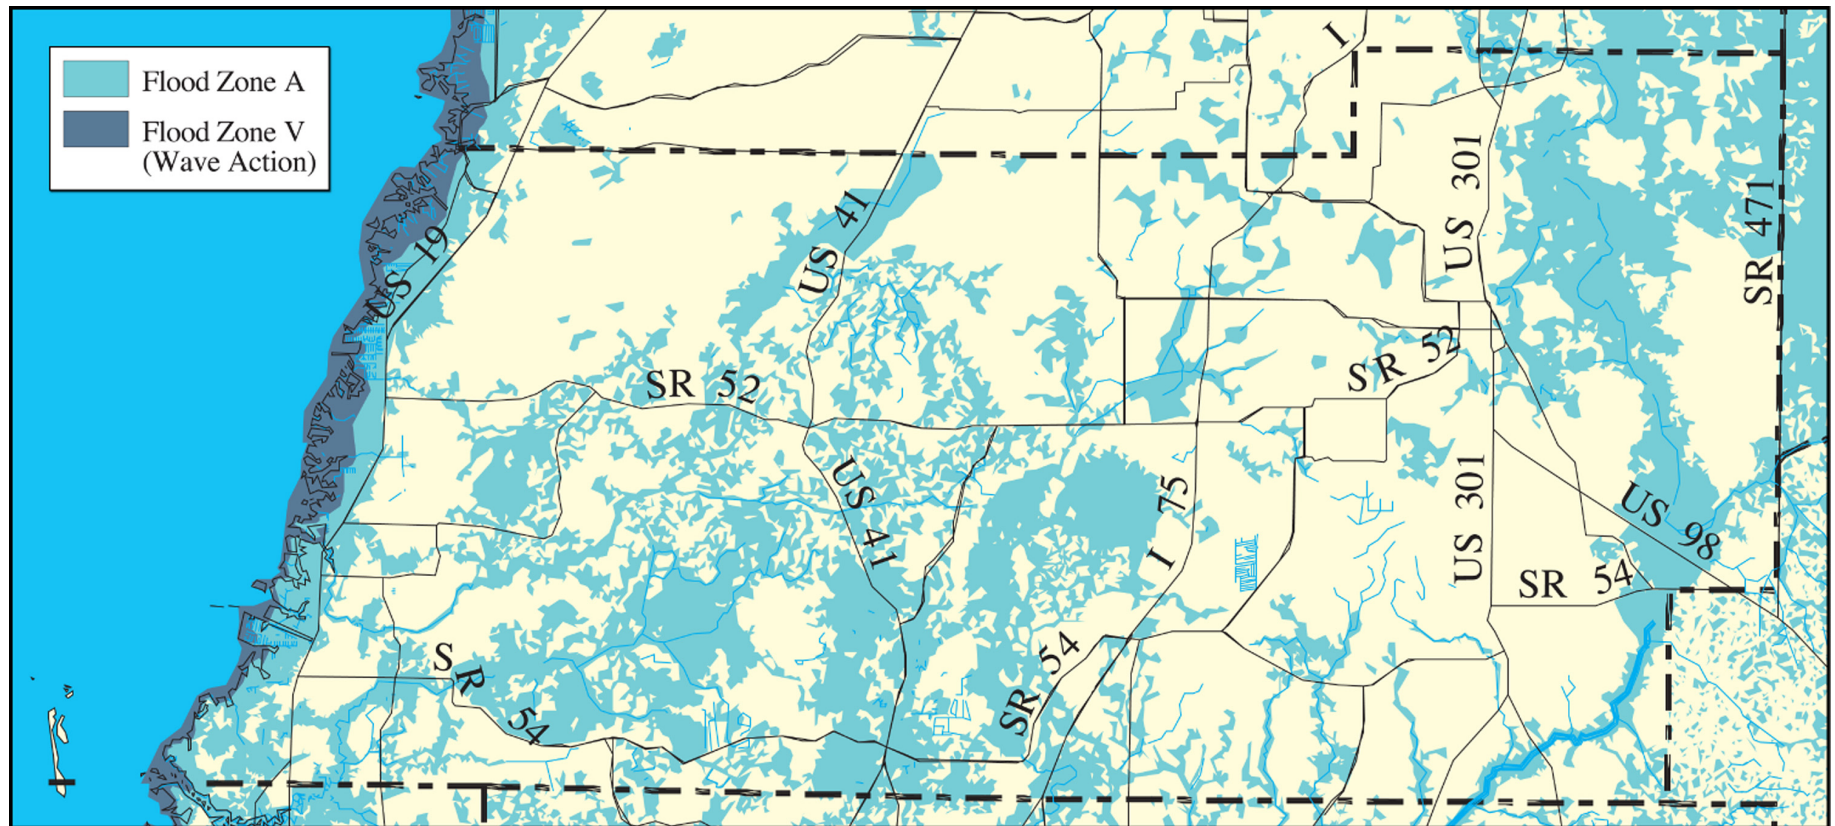 Flood Zone A
Flood Zone V
(Wave Action)
I
US 301
SR 471
US 41
US 19
SR 52
SR 52
US 41
I 75
US 301
US 98
SR 54
SR 54
SR 54